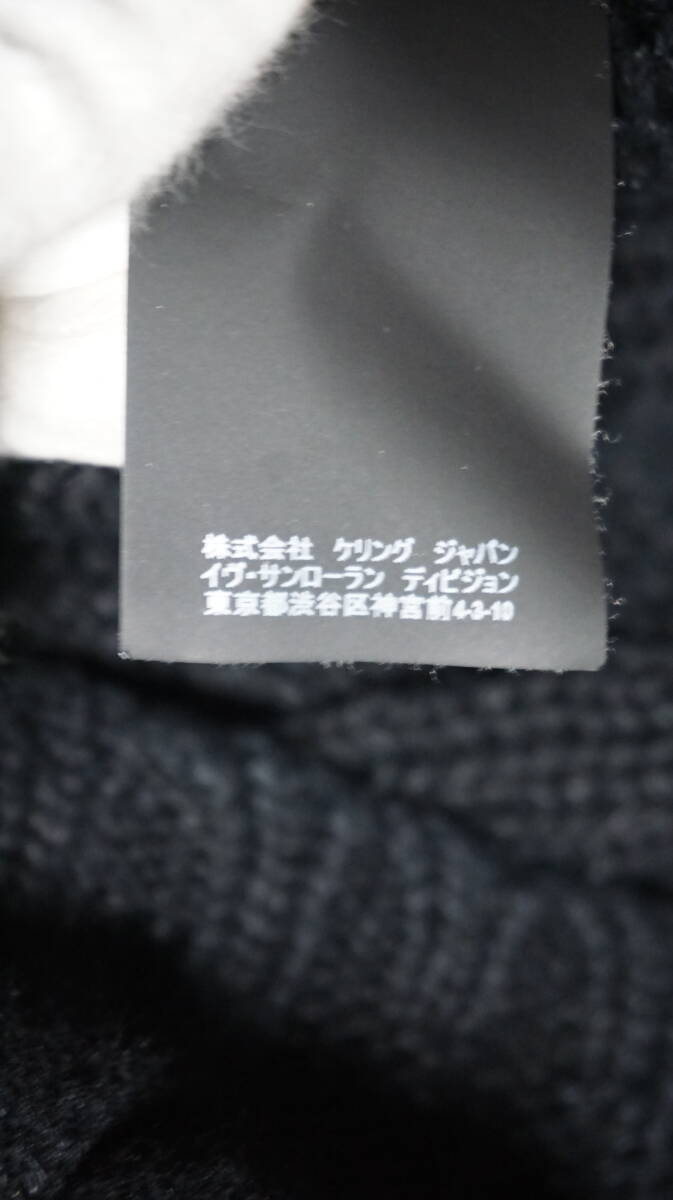 株式会社 ケリング ジャパン
イヴ・サンローラン ディビジョン
東京都渋谷区神宮前4-3-10